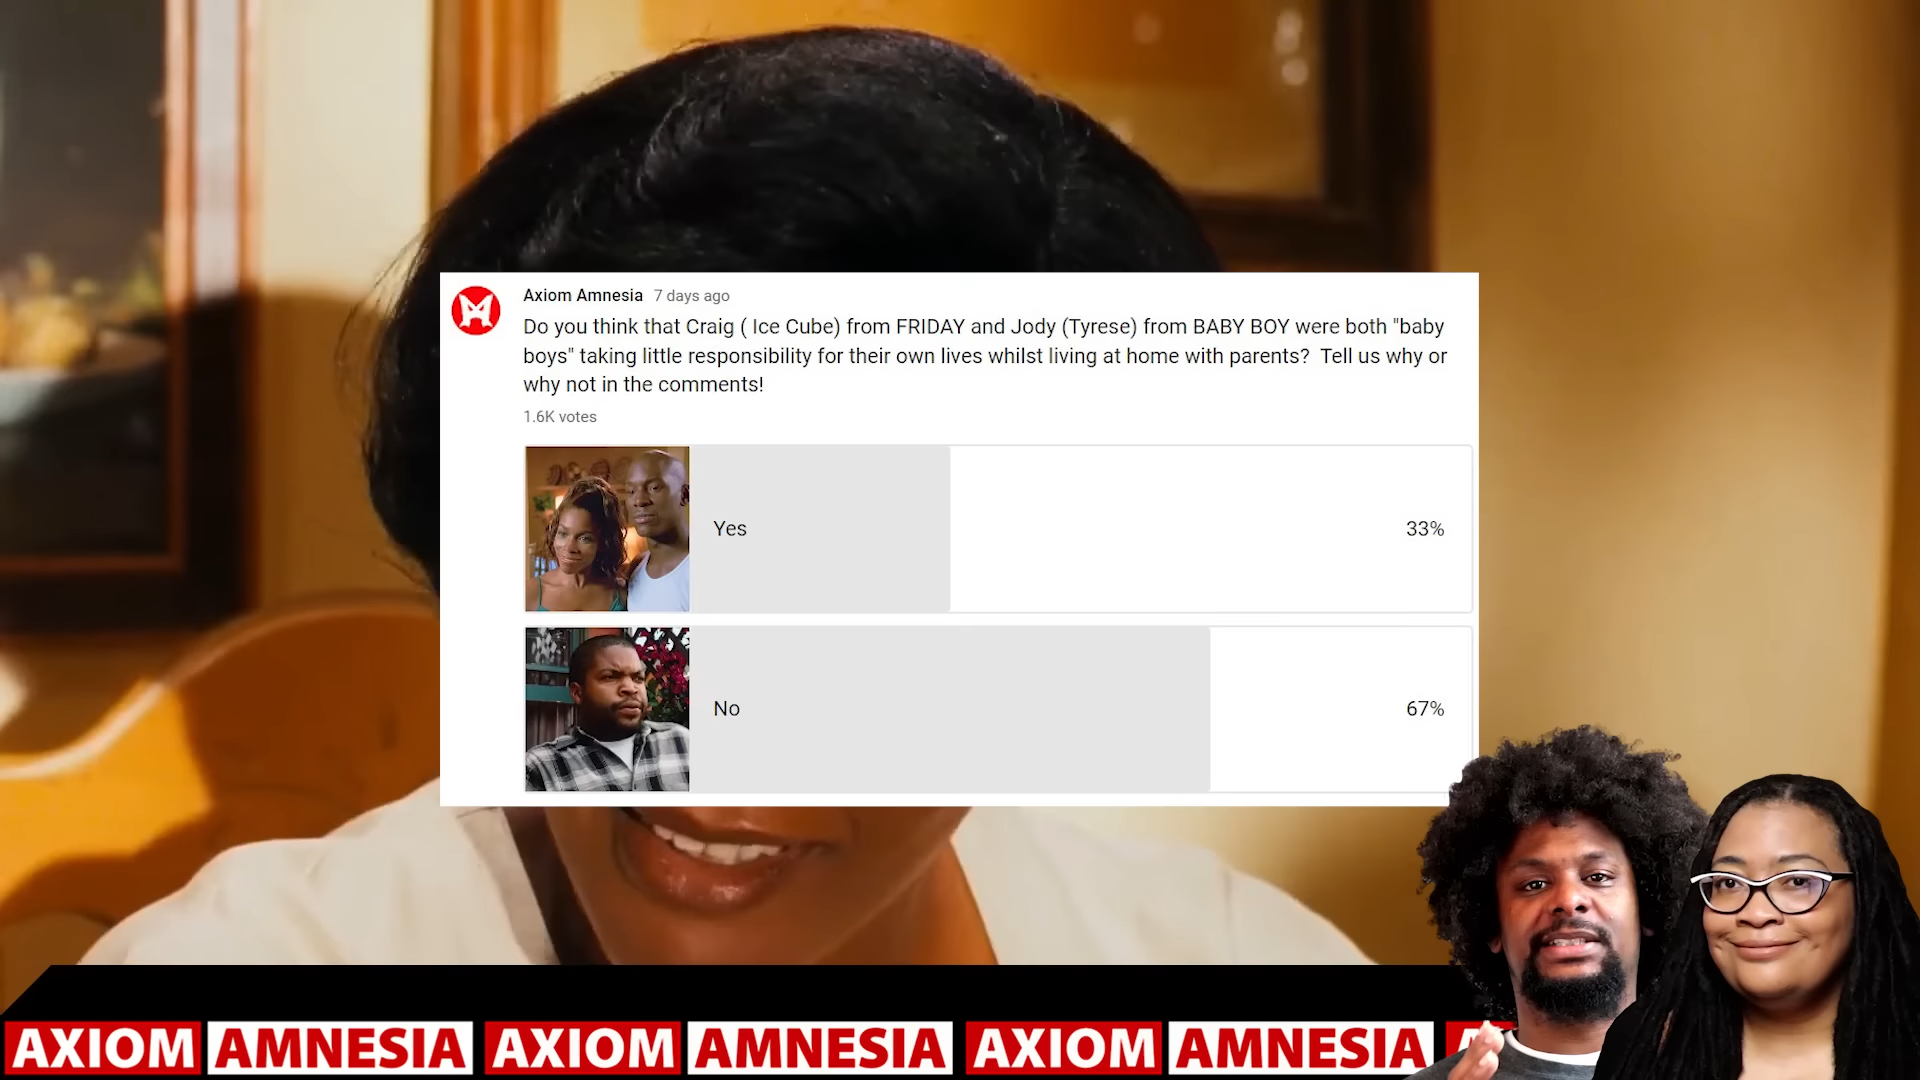 Axiom Amnesia 7 days ago
Do you think that Craig ( Ice Cube) from FRIDAY and Jody (Tyrese) from BABY BOY were both "baby
boys" taking little responsibility for their own lives whilst living at home with parents? Tell us why or
why not in the comments!
1.6K votes
Yes 33%
No 67%
AXIOM AMNESIA AXIOM AMNESIA AXIOM AMNESIA